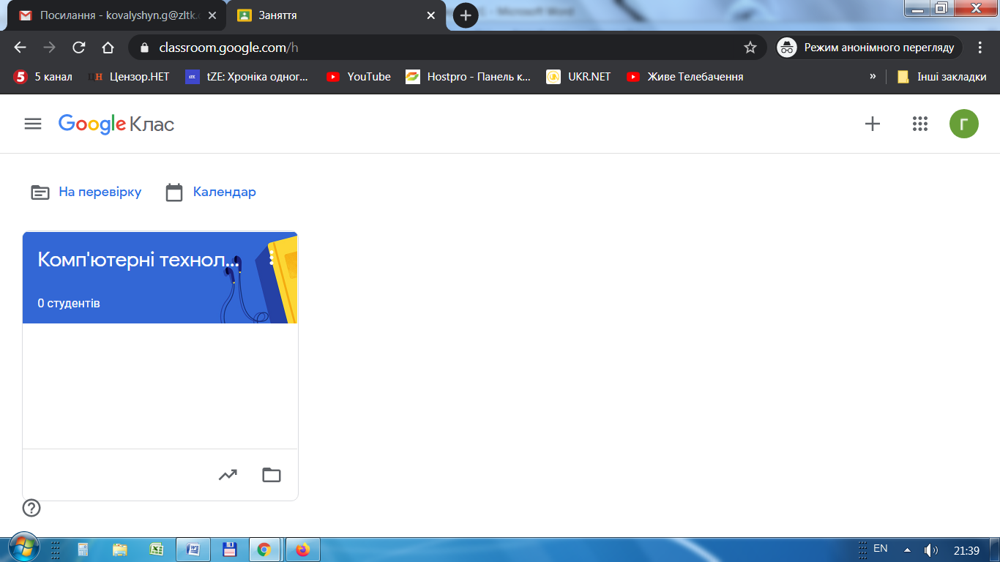 Посилання - kovalyshyn.g@zltk.
Заняття
- Microsoft Word
classroom.google.com/h
Режим анонімного перегляду
5 канал
Цензор.НЕТ
tZE: Хроніка одног...
YouTube
Hostpro - Панель к...
UKR.NET
Живе Телебачення
»
Інші закладки
Google Клас
Г
На перевірку
Календар
Комп'ютерні технол...
0 студентів
EN
21:39